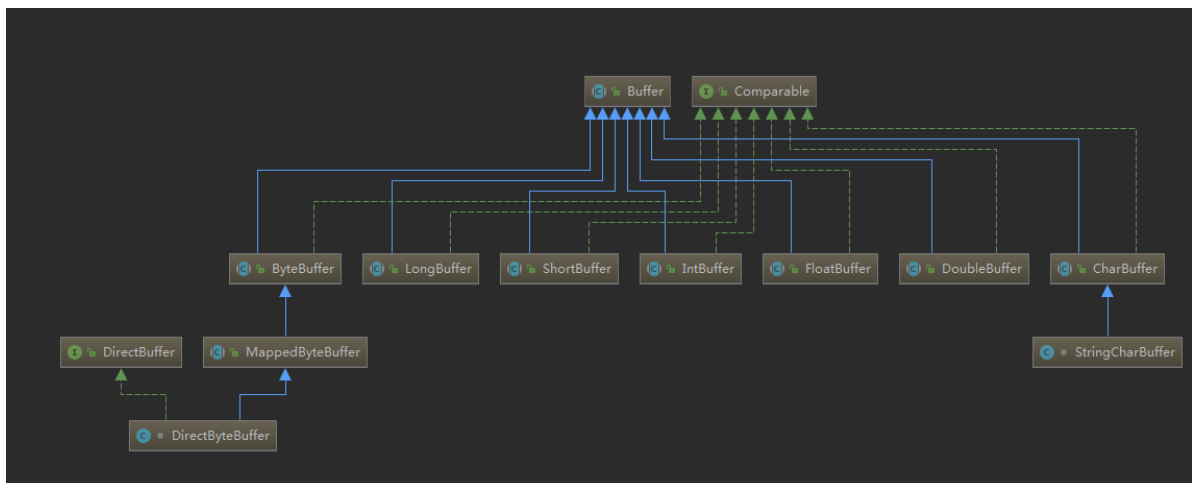 Buffer
Comparable
ByteBuffer
LongBuffer
ShortBuffer
IntBuffer
FloatBuffer
DoubleBuffer
CharBuffer
DirectBuffer
MappedByteBuffer
StringCharBuffer
DirectByteBuffer